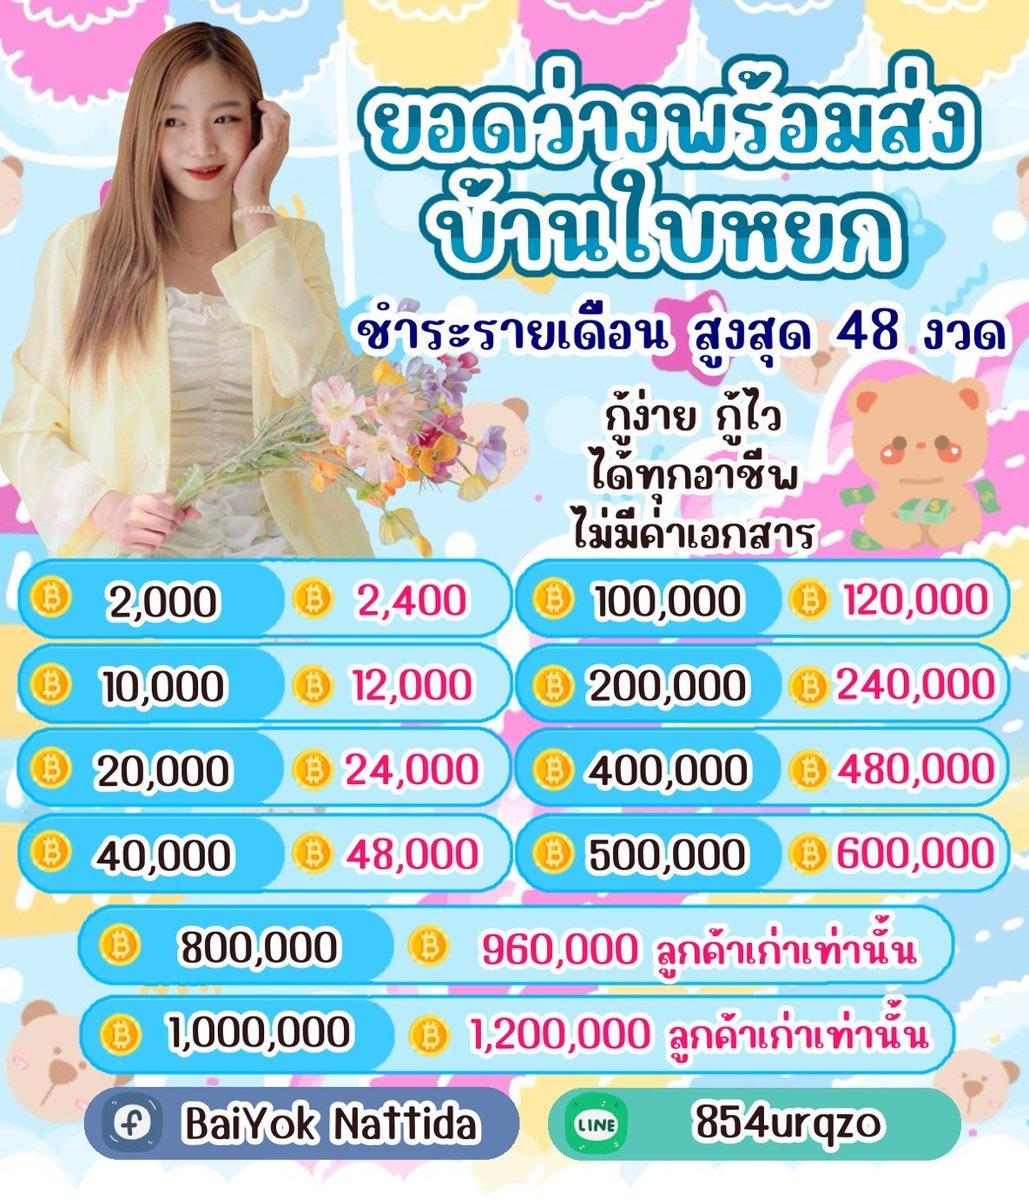 ยอดว่างพร้อมส่ง
บ้านใบหยก
ชำระรายเดือน สูงสุด 48 งวด
กู้ง่าย กู้ไว
ได้ทุกอาชีพ
ไม่มีค่าเอกสาร
2,000 2,400
100,000 120,000
10,000 12,000
200,000 240,000
20,000 24,000
400,000 480,000
40,000 48,000
500,000 600,000
800,000 960,000 ลูกค้าเก่าเท่านั้น
1,000,000 1,200,000 ลูกค้าเก่าเท่านั้น
BaiYok Nattida
LINE 854urqzo